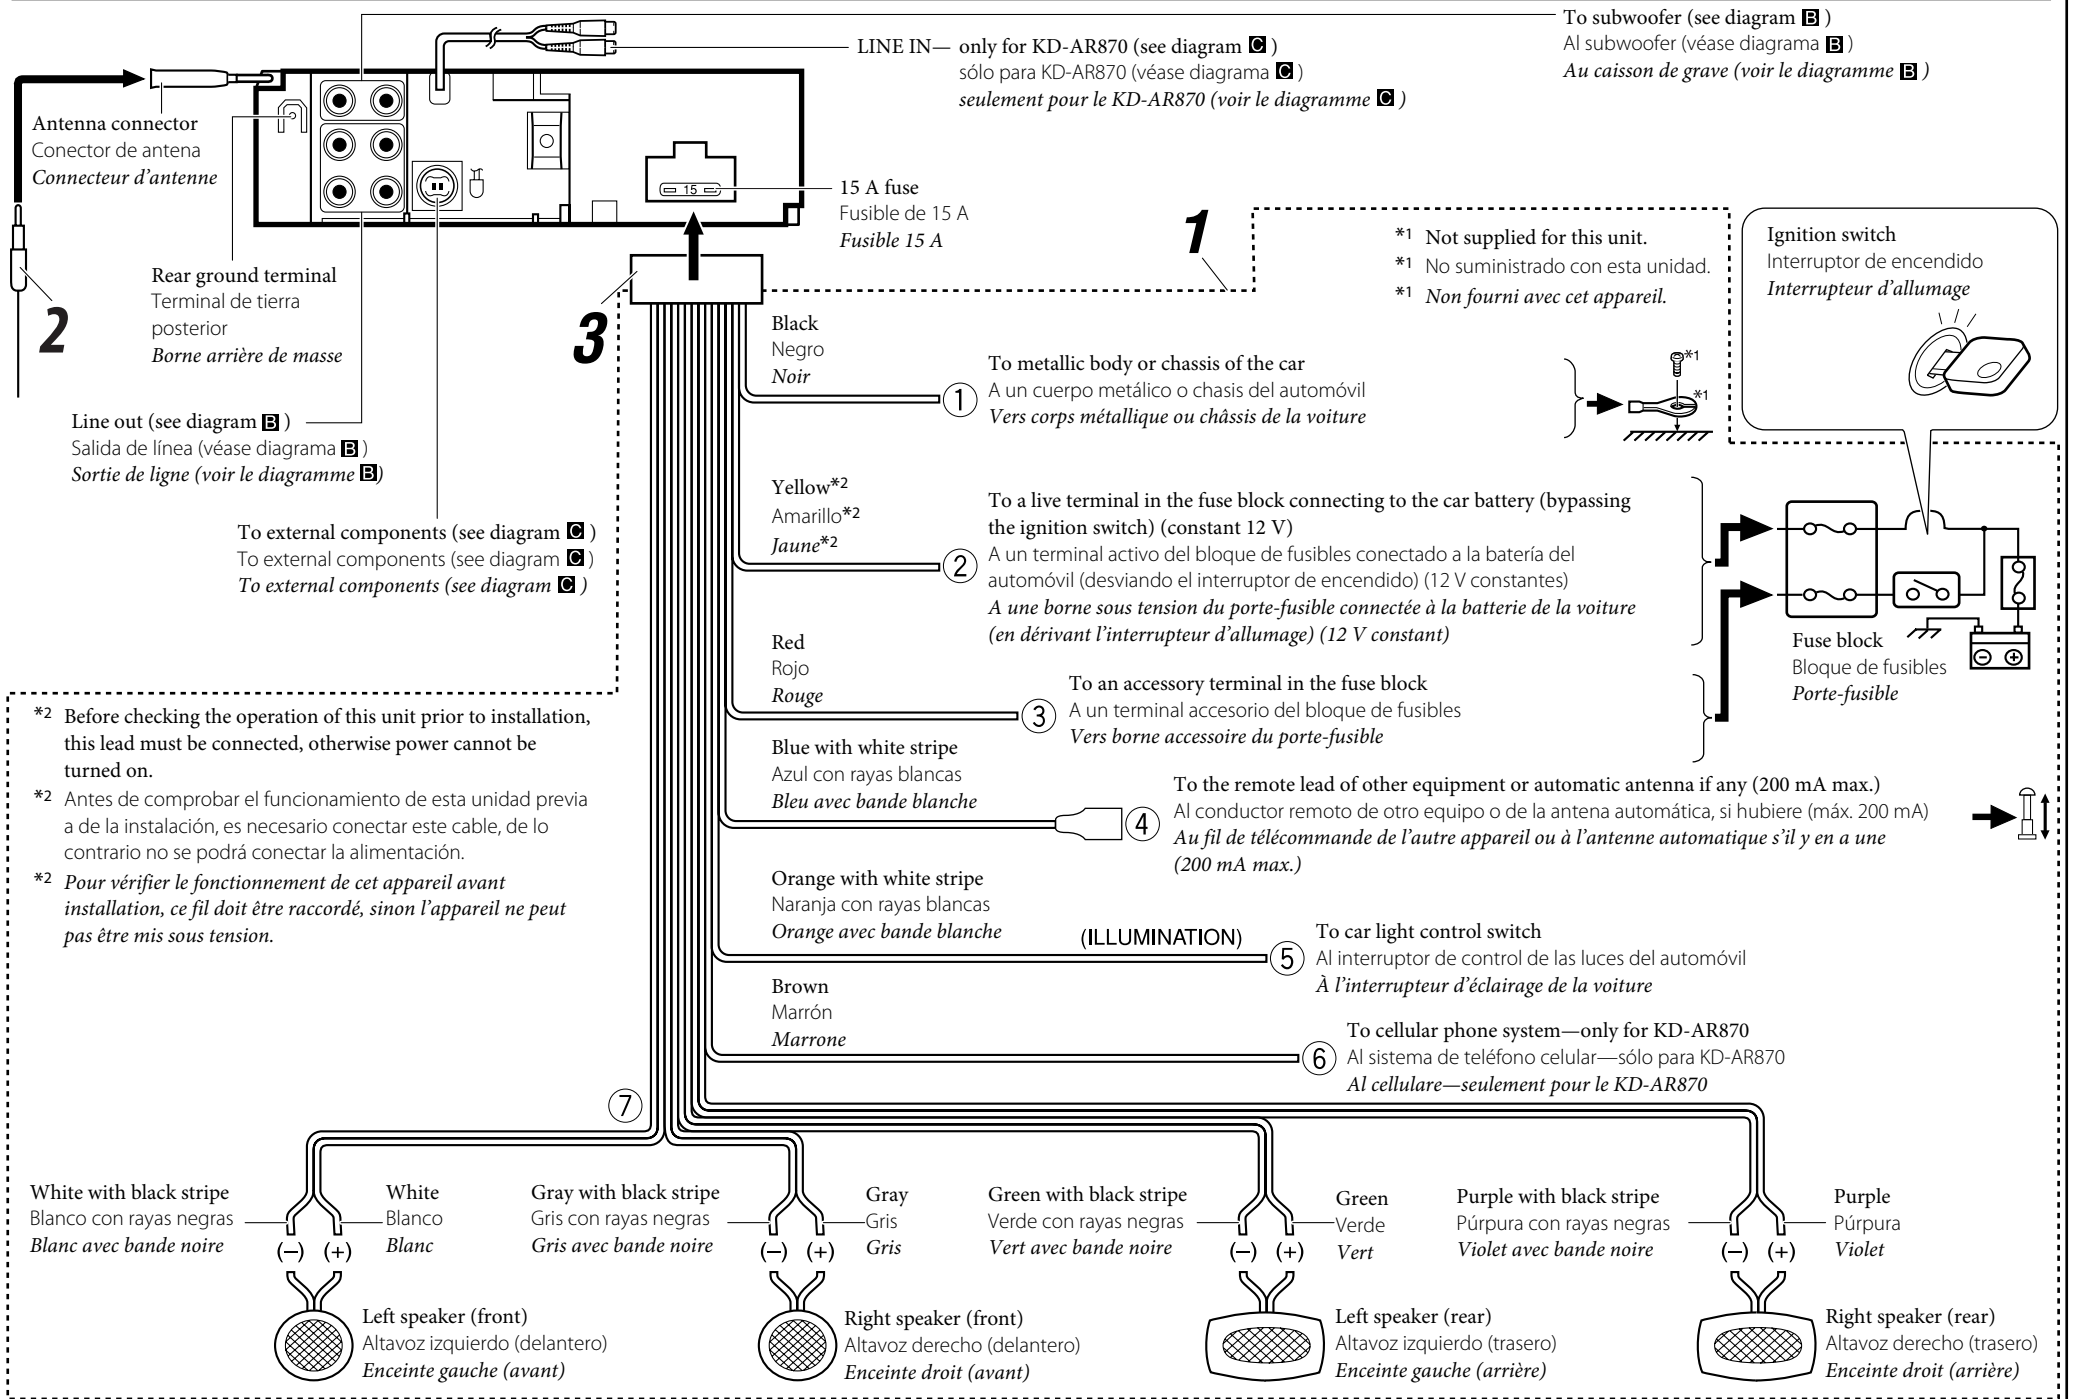 To subwoofer (see diagram B )
Al subwoofer (véase diagrama B )
Au caisson de grave (voir le diagramme B )
LINE IN— only for KD-AR870 (see diagram C )
sólo para KD-AR870 (véase diagrama C )
seulement pour le KD-AR870 (voir le diagramme C )
Antenna connector
Conector de antena
Connecteur d'antenne
15
15 A fuse
Fusible de 15 A
Fusible 15 A
2
Rear ground terminal
Terminal de tierra
posterior
Borne arrière de masse
Line out (see diagram B )
Salida de línea (véase diagrama B )
Sortie de ligne (voir le diagramme B)
To external components (see diagram C )
To external components (see diagram C )
To external components (see diagram C )
3
1
*1 Not supplied for this unit.
*1 No suministrado con esta unidad.
*1 Non fourni avec cet appareil.
Ignition switch
Interruptor de encendido
Interrupteur d'allumage
Black
Negro
Noir
①
To metallic body or chassis of the car
A un cuerpo metálico o chasis del automóvil
Vers corps métallique ou châssis de la voiture
*1
*1
Yellow*2
Amarillo*2
Jaune*2
②
To a live terminal in the fuse block connecting to the car battery (bypassing
the ignition switch) (constant 12 V)
A un terminal activo del bloque de fusibles conectado a la batería del
automóvil (desviando el interruptor de encendido) (12 V constantes)
A une borne sous tension du porte-fusible connectée à la batterie de la voiture
(en dérivant l'interrupteur d'allumage) (12 V constant)
Fuse block
Bloque de fusibles
Porte-fusible
Red
Rojo
Rouge
③
To an accessory terminal in the fuse block
A un terminal accesorio del bloque de fusibles
Vers borne accessoire du porte-fusible
*2 Before checking the operation of this unit prior to installation,
this lead must be connected, otherwise power cannot be
turned on.
*2 Antes de comprobar el funcionamiento de esta unidad previa
a de la instalación, es necesario conectar este cable, de lo
contrario no se podrá conectar la alimentación.
*2 Pour vérifier le fonctionnement de cet appareil avant
installation, ce fil doit être raccordé, sinon l'appareil ne peut
pas être mis sous tension.
Blue with white stripe
Azul con rayas blancas
Bleu avec bande blanche
④
To the remote lead of other equipment or automatic antenna if any (200 mA max.)
Al conductor remoto de otro equipo o de la antena automática, si hubiere (máx. 200 mA)
Au fil de télécommande de l'autre appareil ou à l'antenne automatique s'il y en a une
(200 mA max.)
Orange with white stripe
Naranja con rayas blancas
Orange avec bande blanche
(ILLUMINATION)
⑤
To car light control switch
Al interruptor de control de las luces del automóvil
À l'interrupteur d'éclairage de la voiture
Brown
Marrón
Marrone
⑥
To cellular phone system—only for KD-AR870
Al sistema de teléfono celular—sólo para KD-AR870
Al cellulare—seulement pour le KD-AR870
⑦
White with black stripe
Blanco con rayas negras
Blanc avec bande noire
(–) (+)
White
Blanco
Blanc
Gray with black stripe
Gris con rayas negras
Gris avec bande noire
(–) (+)
Gray
Gris
Gris
Green with black stripe
Verde con rayas negras
Vert avec bande noire
(–) (+)
Green
Verde
Vert
Purple with black stripe
Púrpura con rayas negras
Violet avec bande noire
(–) (+)
Purple
Púrpura
Violet
Left speaker (front)
Altavoz izquierdo (delantero)
Enceinte gauche (avant)
Right speaker (front)
Altavoz derecho (delantero)
Enceinte droit (avant)
Left speaker (rear)
Altavoz izquierdo (trasero)
Enceinte gauche (arrière)
Right speaker (rear)
Altavoz derecho (trasero)
Enceinte droit (arrière)